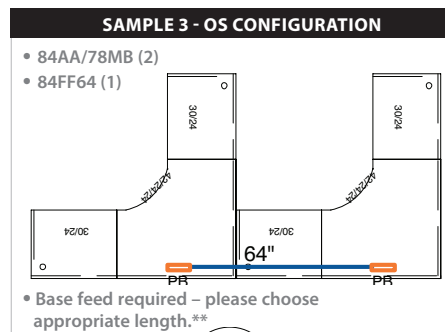 SAMPLE 3 - OS CONFIGURATION
• 84AA/78MB (2)
• 84FF64 (1)
30/24
30/24
42/24/24
42/24/24
30/24
30/24
64"
PR
PR
• Base feed required – please choose
appropriate length.**